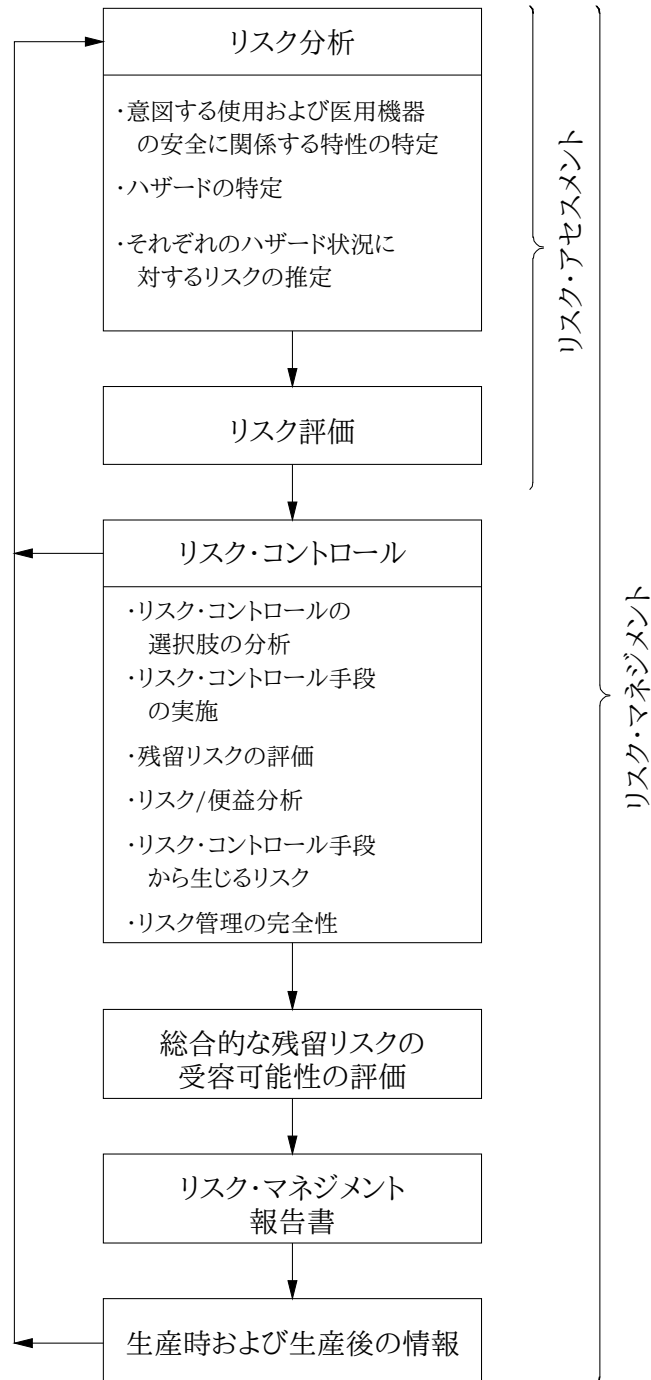 リスク分析
・意図する使用および医用機器
の安全に関係する特性の特定
・ハザードの特定
・それぞれのハザード状況に
対するリスクの推定
リスク評価
リスク・コントロール
・リスク・コントロールの
選択肢の分析
・リスク・コントロール手段
の実施
・残留リスクの評価
・リスク/便益分析
・リスク・コントロール手段
から生じるリスク
・リスク管理の完全性
総合的な残留リスクの
受容可能性の評価
リスク・マネジメント
報告書
生産時および生産後の情報
リスク・アセスメント
リスク・マネジメント